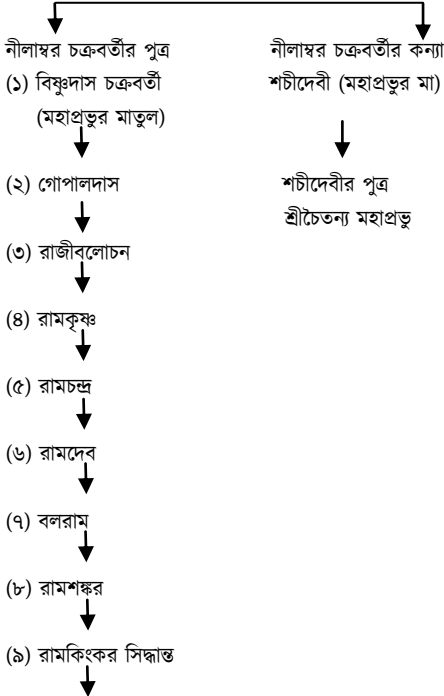 নীলাম্বর চক্রবর্তীর পুত্র
(১) বিষ্ণুদাস চক্রবর্তী
(মহাপ্রভুর মাতুল)
(২) গোপালদাস
(৩) রাজীবলোচন
(৪) রামকৃষ্ণ
(৫) রামচন্দ্র
(৬) রামদেব
(৭) বলরাম
(৮) রামশঙ্কর
(৯) রামকিংকর সিদ্ধান্ত
নীলাম্বর চক্রবর্তীর কন্যা
শচীদেবী (মহাপ্রভুর মা)
শচীদেবীর পুত্র
শ্রীচৈতন্য মহাপ্রভু